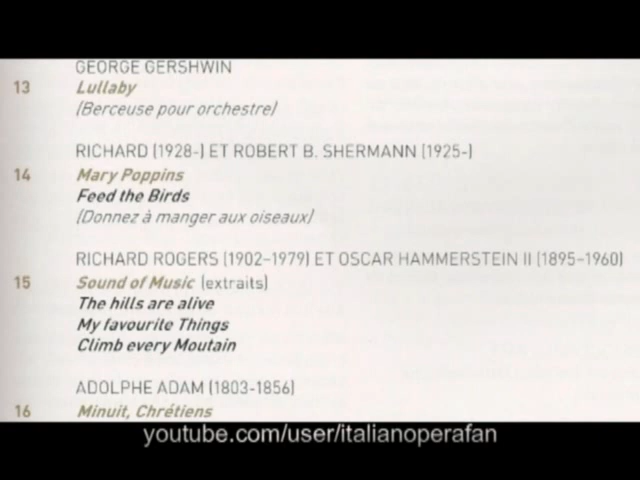 GEORGE GERSHWIN
13 Lullaby
(Berceuse pour orchestre)
RICHARD (1928-) ET ROBERT B. SHERMANN (1925-)
14 Mary Poppins
Feed the Birds
(Donnez à manger aux oiseaux)
RICHARD ROGERS (1902-1979) ET OSCAR HAMMERSTEIN II (1895-1960)
15 Sound of Music (extraits)
The hills are alive
My favourite Things
Climb every Moutain
ADOLPHE ADAM (1803-1856)
16 Minuit, Chrétiens
youtube.com/user/italianoperafan